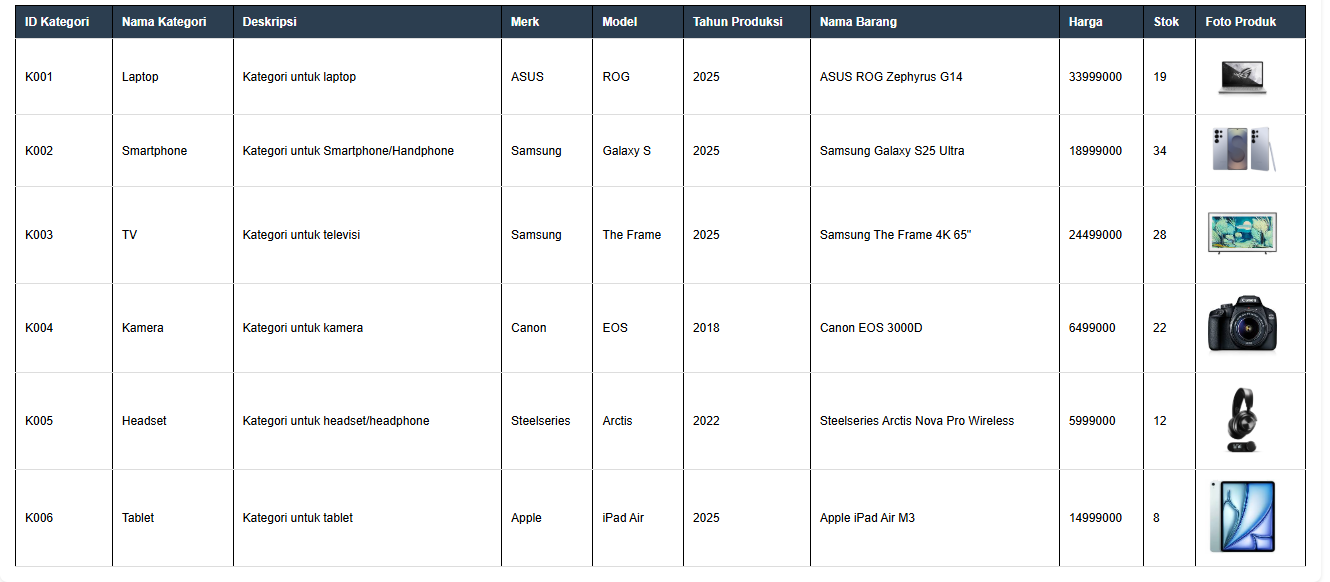 ID Kategori Nama Kategori Deskripsi Merk Model Tahun Produksi Nama Barang Harga Stok Foto Produk
K001 Laptop Kategori untuk laptop ASUS ROG 2025 ASUS ROG Zephyrus G14 33999000 19
K002 Smartphone Kategori untuk Smartphone/Handphone Samsung Galaxy S 2025 Samsung Galaxy S25 Ultra 18999000 34
K003 TV Kategori untuk televisi Samsung The Frame 2025 Samsung The Frame 4K 65" 24499000 28
K004 Kamera Kategori untuk kamera Canon EOS 2018 Canon EOS 3000D 6499000 22
Canon
K005 Headset Kategori untuk headset/headphone Steelseries Arctis 2022 Steelseries Arctis Nova Pro Wireless 5999000 12
K006 Tablet Kategori untuk tablet Apple iPad Air 2025 Apple iPad Air M3 14999000 8